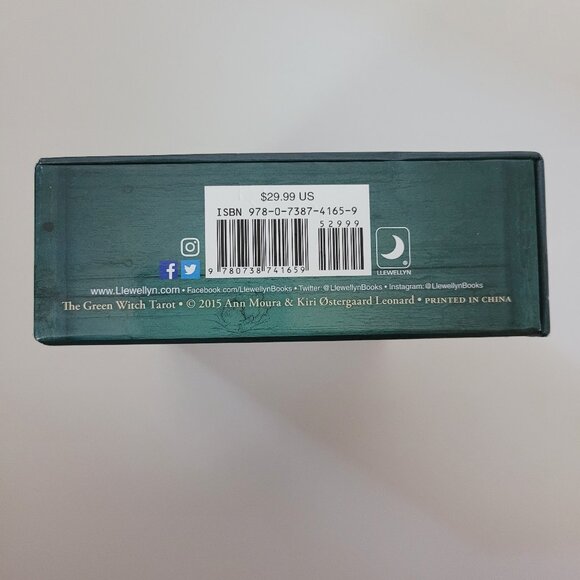 $29.99 US
ISBN 978-0-7387-4165-9
52999
9 780738 741659
LLEWELLYN
www.Llewellyn.com • Facebook.com/LlewellynBooks • Twitter: @LlewellynBooks • Instagram: @LlewellynBooks
The Green Witch Tarot • © 2015 Ann Moura & Kiri Østergaard Leonard • PRINTED IN CHINA